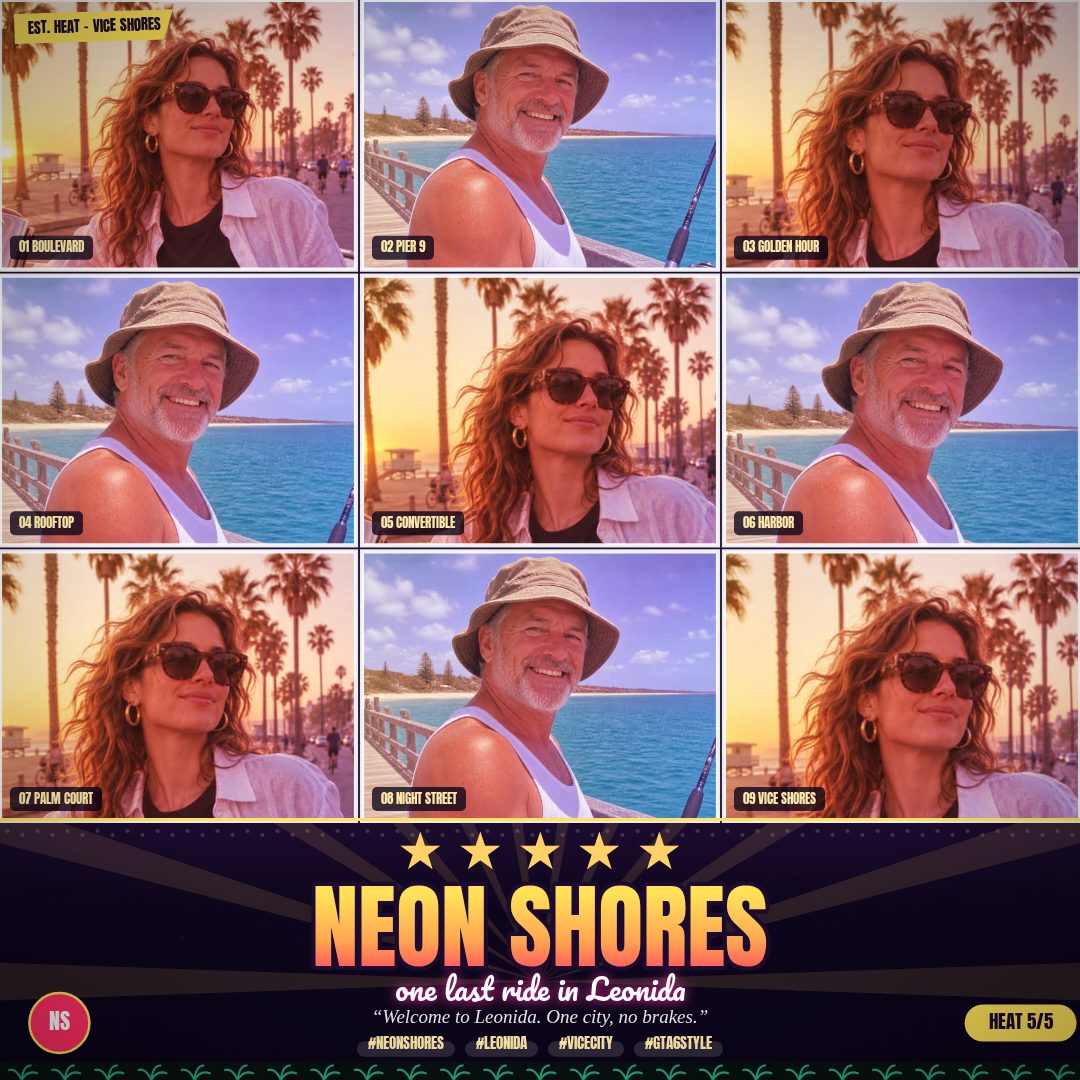 EST. HEAT - VICE SHORES
01 BOULEVARD
02 PIER 9
03 GOLDEN HOUR
04 ROOFTOP
05 CONVERTIBLE
06 HARBOR
07 PALM COURT
08 NIGHT STREET
09 VICE SHORES
NEON SHORES
one last ride in Leonida
“Welcome to Leonida. One city, no brakes.”
NS
HEAT 5/5
#NEONSHORES #LEONIDA #VICECITY #GTA6STYLE